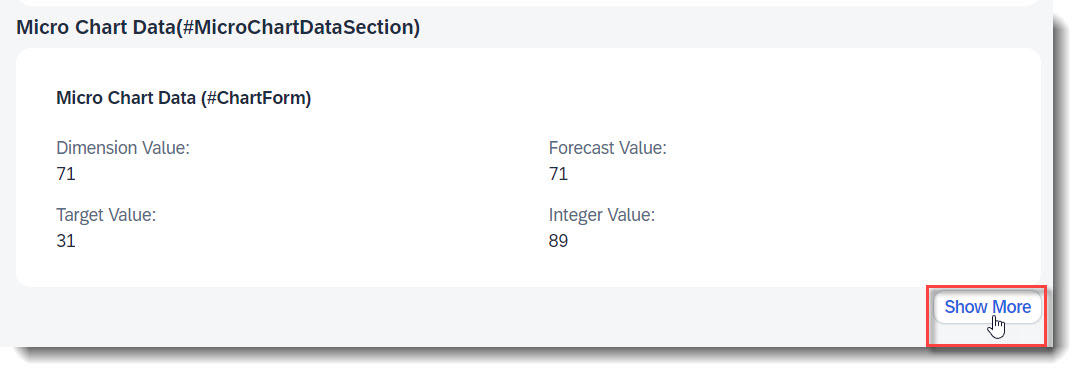 Micro Chart Data(#MicroChartDataSection)
Micro Chart Data (#ChartForm)
Dimension Value:
71
Forecast Value:
71
Target Value:
31
Integer Value:
89
Show More